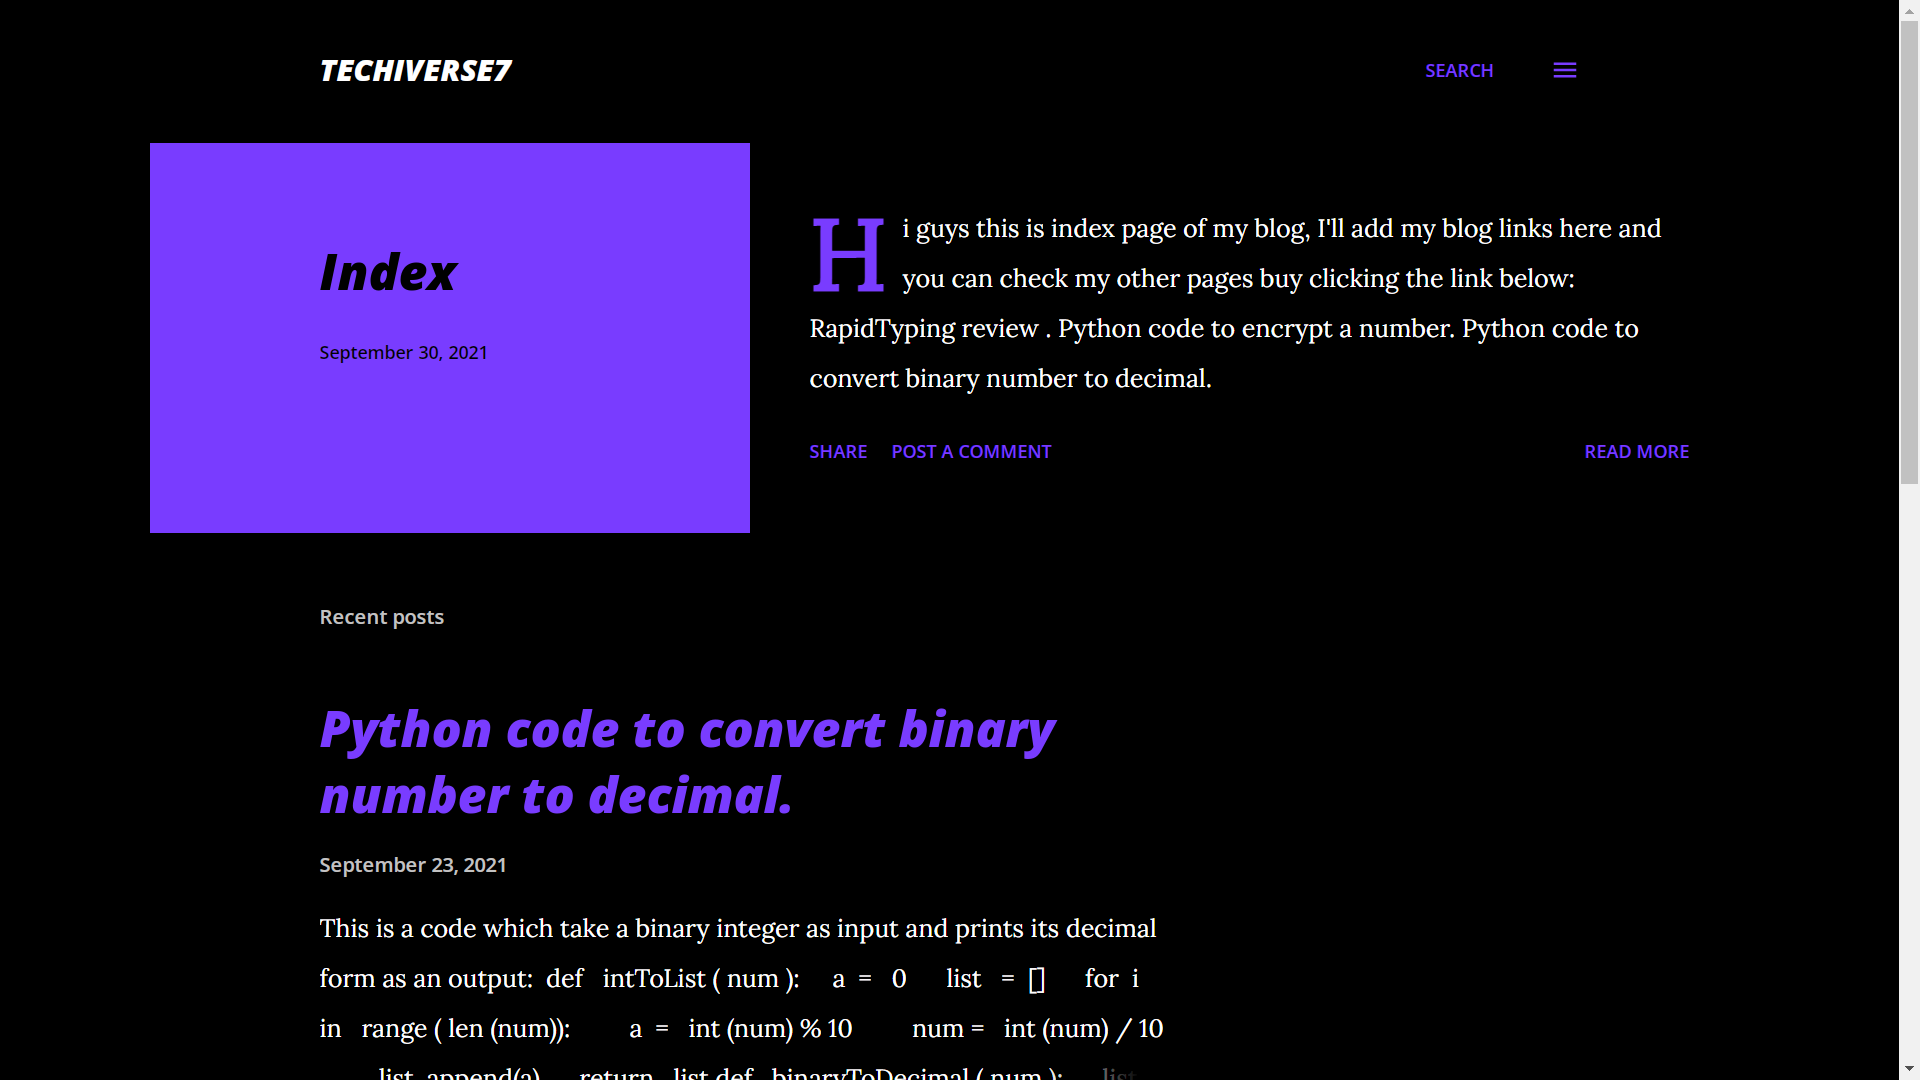 TECHIVERSE7
SEARCH
Index
September 30, 2021
Hi guys this is index page of my blog, I'll add my blog links here and
you can check my other pages buy clicking the link below:
RapidTyping review . Python code to encrypt a number. Python code to
convert binary number to decimal.
SHARE POST A COMMENT READ MORE
Recent posts
Python code to convert binary
number to decimal.
September 23, 2021
This is a code which take a binary integer as input and prints its decimal
form as an output: def intToList ( num ): a = 0 list = [] for i
in range ( len (num)): a = int (num) % 10 num = int (num) / 10
list append(a) return list def binaryToDecimal ( num ): list